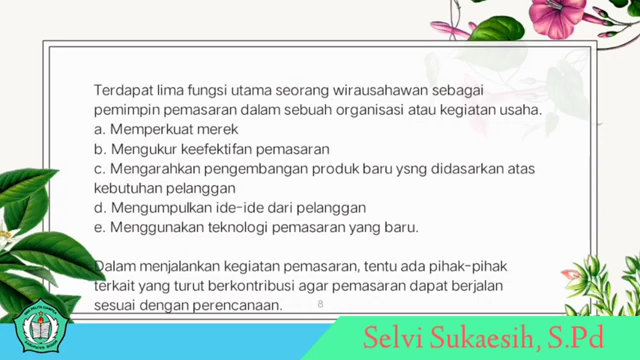 Terdapat lima fungsi utama seorang wirausahawan sebagai
pemimpin pemasaran dalam sebuah organisasi atau kegiatan usaha.
a. Memperkuat merek
b. Mengukur keefektifan pemasaran
c. Mengarahkan pengembangan produk baru ysng didasarkan atas
kebutuhan pelanggan
d. Mengumpulkan ide-ide dari pelanggan
e. Menggunakan teknologi pemasaran yang baru.
Dalam menjalankan kegiatan pemasaran, tentu ada pihak-pihak
terkait yang turut berkontribusi agar pemasaran dapat berjalan
sesuai dengan perencanaan.
8
Selvi Sukaesih, S.Pd